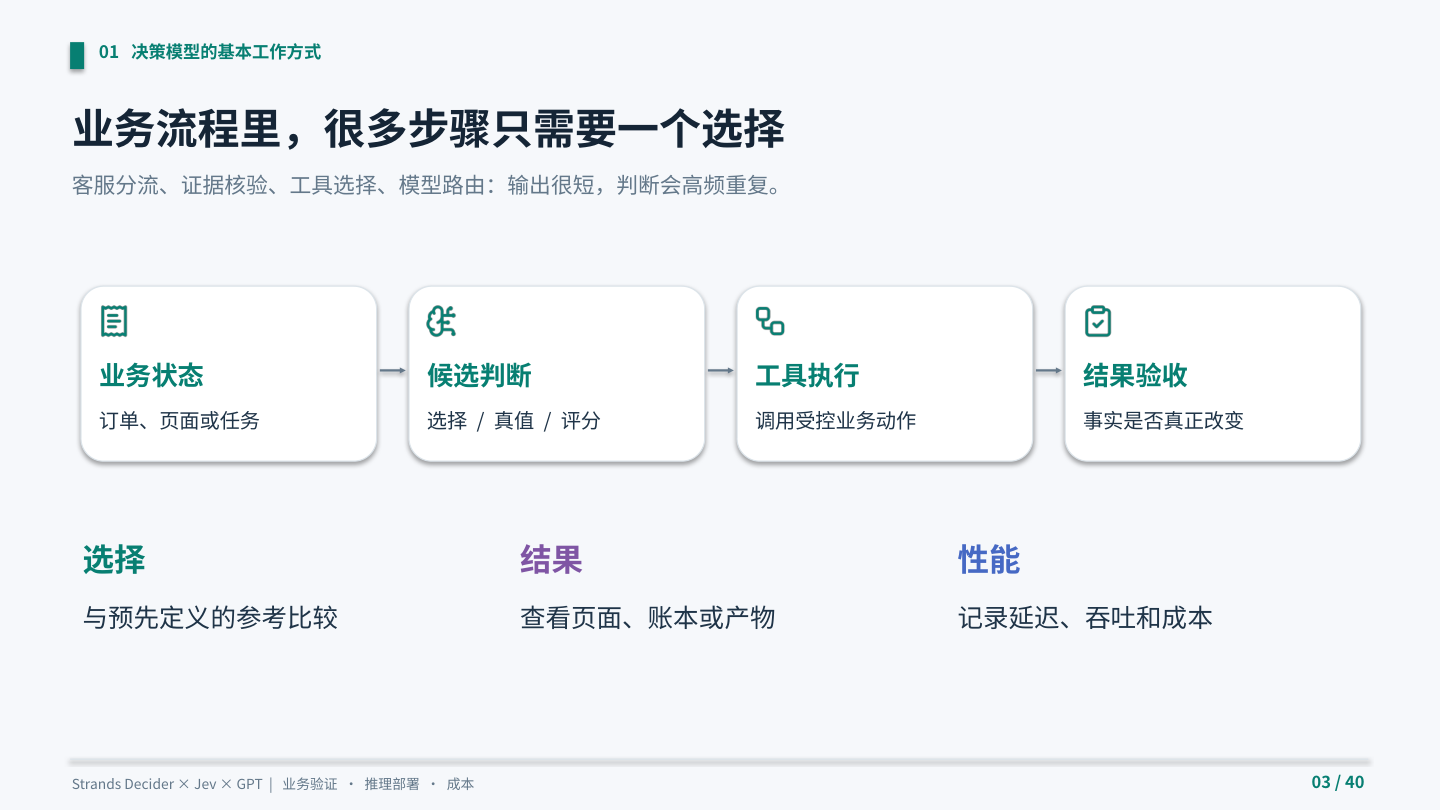 01 决策模型的基本工作方式
业务流程里，很多步骤只需要一个选择
客服分流、证据核验、工具选择、模型路由：输出很短，判断会高频重复。
业务状态
订单、页面或任务
候选判断
选择 / 真值 / 评分
工具执行
调用受控业务动作
结果验收
事实是否真正改变
选择
与预先定义的参考比较
结果
查看页面、账本或产物
性能
记录延迟、吞吐和成本
Strands Decider × Jev × GPT | 业务验证 · 推理部署 · 成本
03 / 40